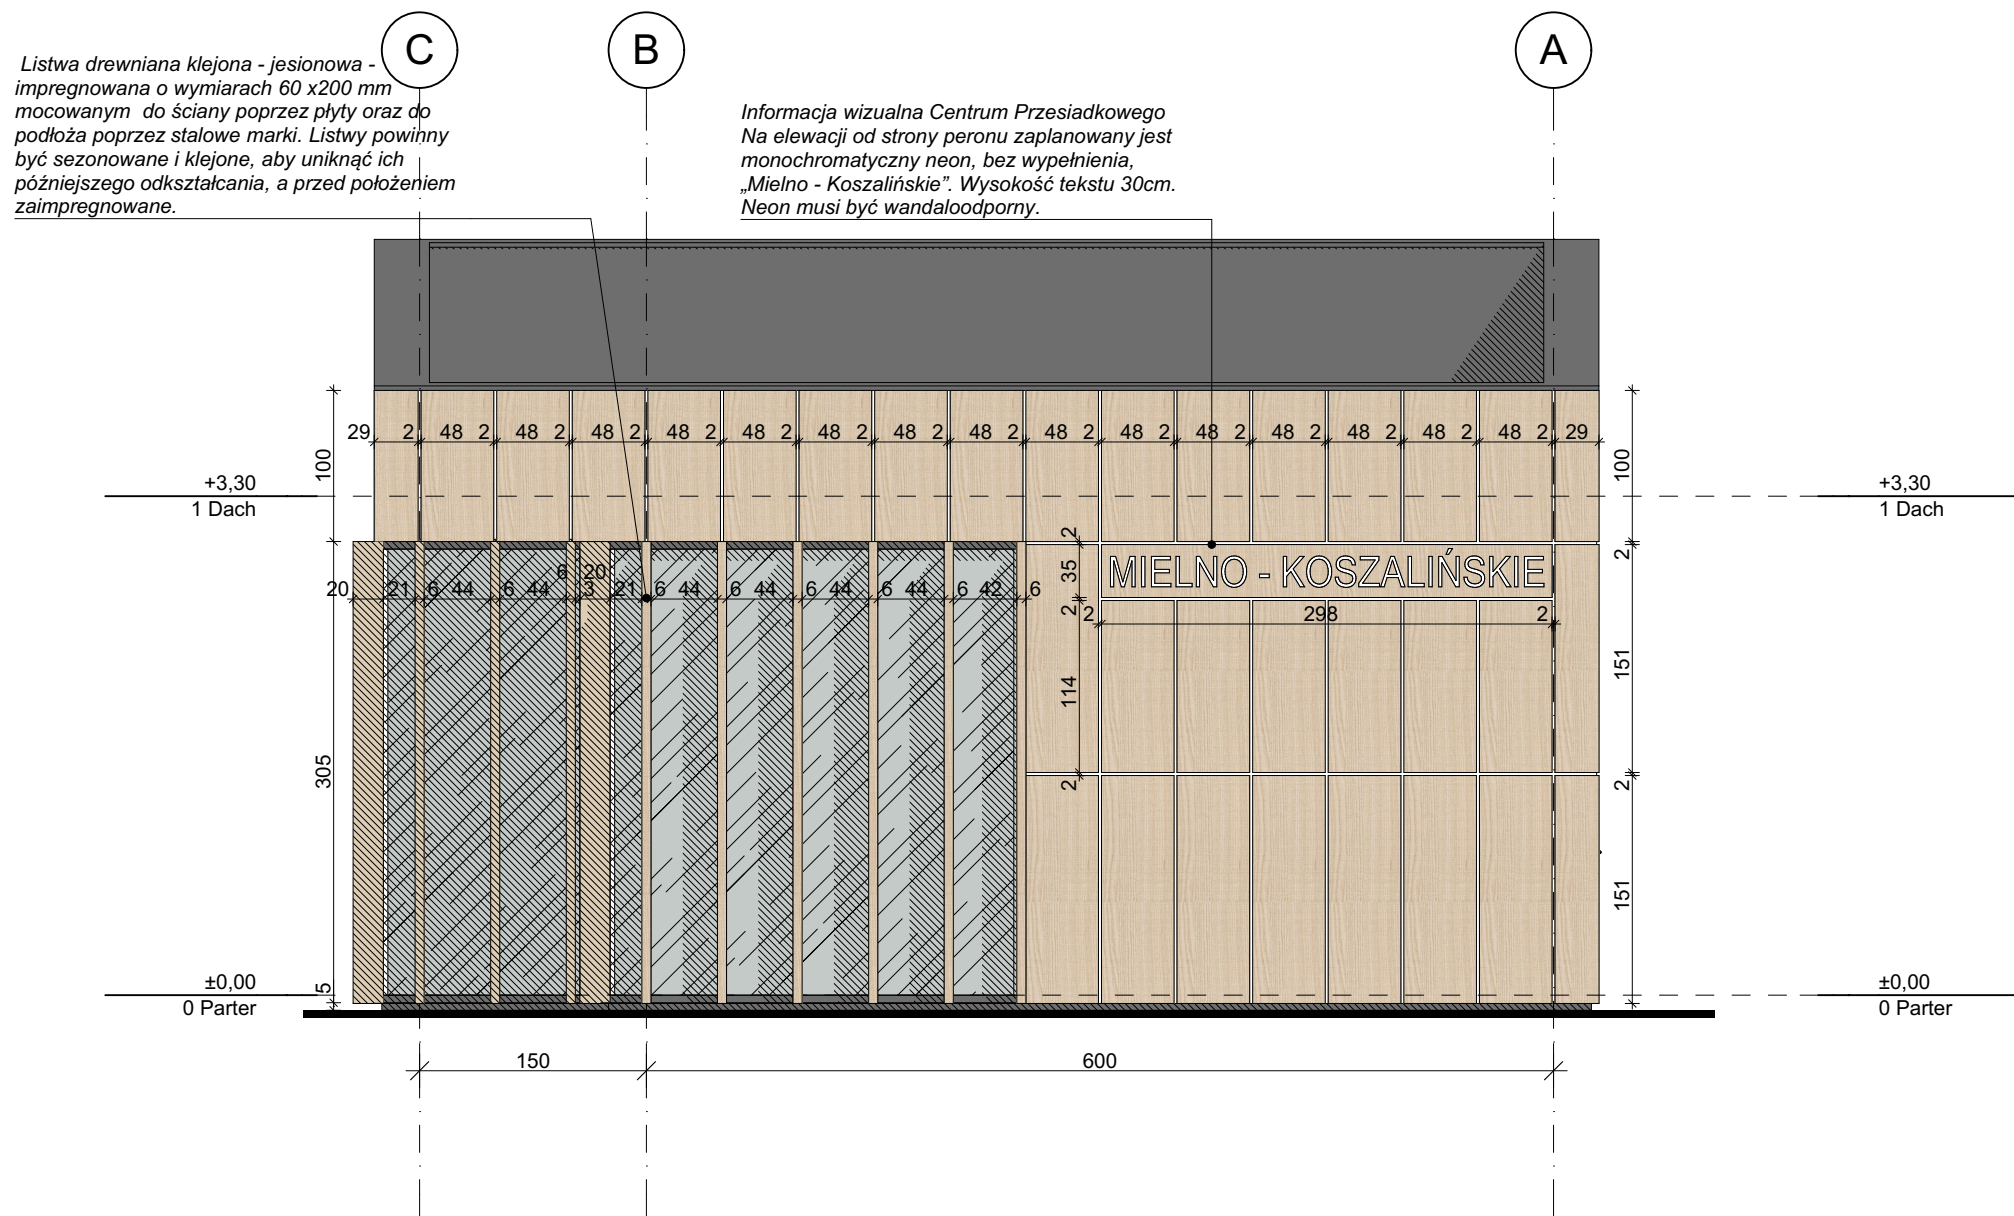 C
B
A
Listwa drewniana klejona - jesionowa -
impregnowana o wymiarach 60 x200 mm
mocowanym do ściany poprzez płyty oraz do
podłoża poprzez stalowe marki. Listwy powinny
być sezonowane i klejone, aby uniknąć ich
późniejszego odkształcania, a przed położeniem
zaimpregnowane.
Informacja wizualna Centrum Przesiadkowego
Na elewacji od strony peronu zaplanowany jest
monochromatyczny neon, bez wypełnienia,
„Mielno - Koszalińskie”. Wysokość tekstu 30cm.
Neon musi być wandaloodporny.
29 2 48 2 48 2 48 2 48 2 48 2 48 2 48 2 48 2 48 2 48 2 48 2 48 2 48 2 48 2 48 2 29
100
100
+3,30
1 Dach
+3,30
1 Dach
2
2
MIELNO - KOSZALIŃSKIE
35
20 21 6 44 6 44 6 3 20 21 6 44 6 44 6 44 6 44 6 42 6
2
2 298 2
114
151
305
2
2
151
5
±0,00
0 Parter
±0,00
0 Parter
150
600